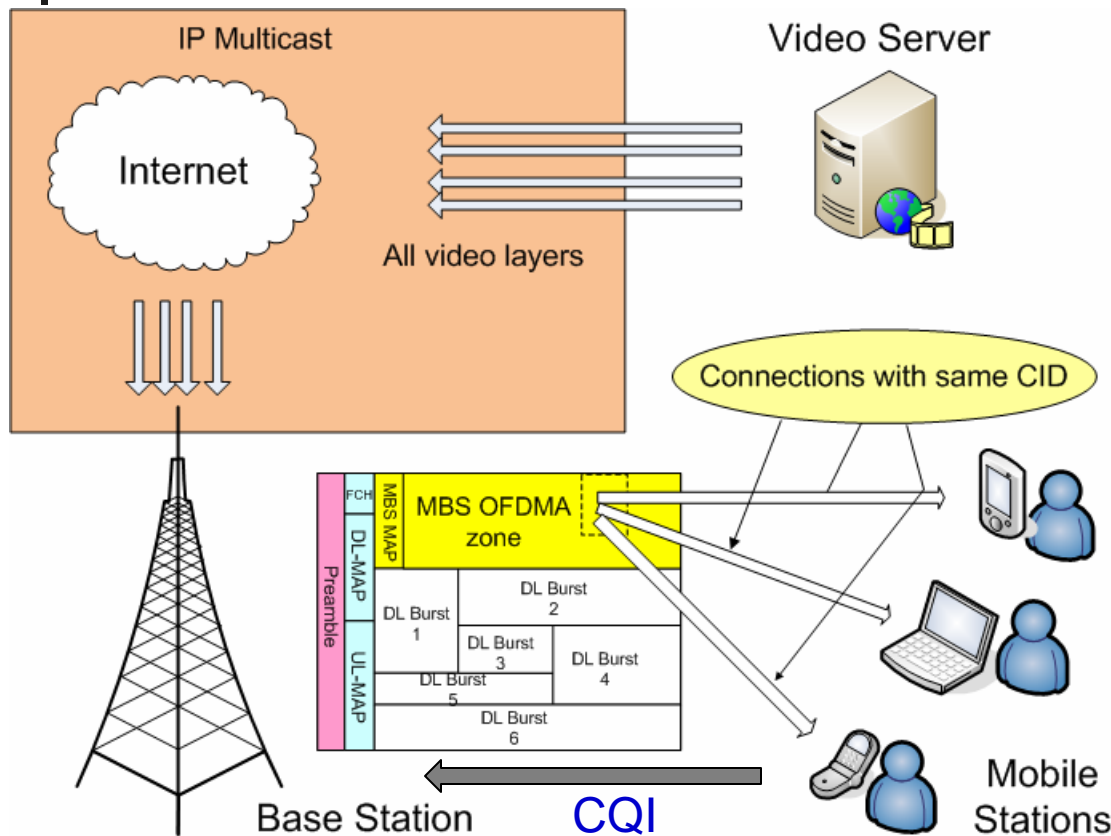 IP Multicast
Video Server
Internet
All video layers
Connections with same CID
Preamble
FCH
DL-MAP
UL-MAP
MBS MAP
MBS OFDMA
zone
DL Burst
1
DL Burst
2
DL Burst
3
DL Burst
4
DL Burst
5
DL Burst
6
Base Station
CQI
Mobile
Stations